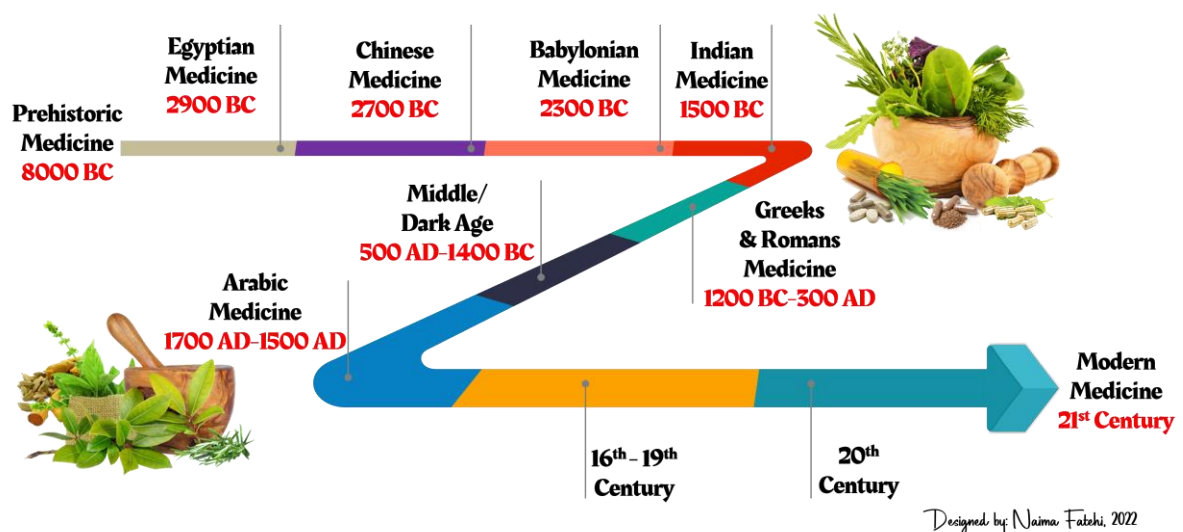 Prehistoric
Medicine
8000 BC
Egyptian
Medicine
2900 BC
Chinese
Medicine
2700 BC
Babylonian
Medicine
2300 BC
Indian
Medicine
1500 BC
Greeks
& Romans
Medicine
1200 BC-300 AD
Middle/
Dark Age
500 AD-1400 BC
Arabic
Medicine
1700 AD-1500 AD
16th - 19th
Century
20th
Century
Modern
Medicine
21st Century
Designed by: Naima Fatehi, 2022